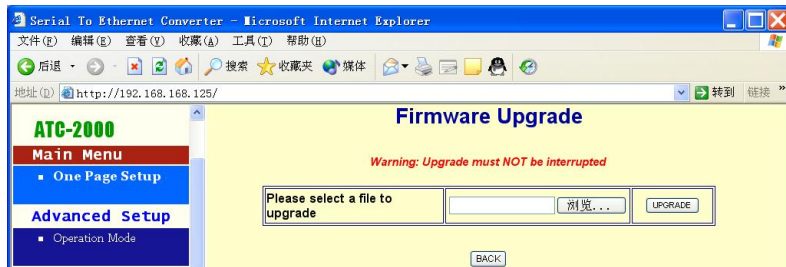 Serial To Ethernet Converter - Microsoft Internet Explorer
文件(F) 编辑(E) 查看(V) 收藏(A) 工具(T) 帮助(H)
后退 搜索 收藏夹 媒体
地址(D) http://192.168.168.125/ 转到 链接 »
ATC-2000
Main Menu
One Page Setup
Advanced Setup
Operation Mode
Firmware Upgrade
Warning: Upgrade must NOT be interrupted
Please select a file to upgrade 浏览... UPGRADE
BACK